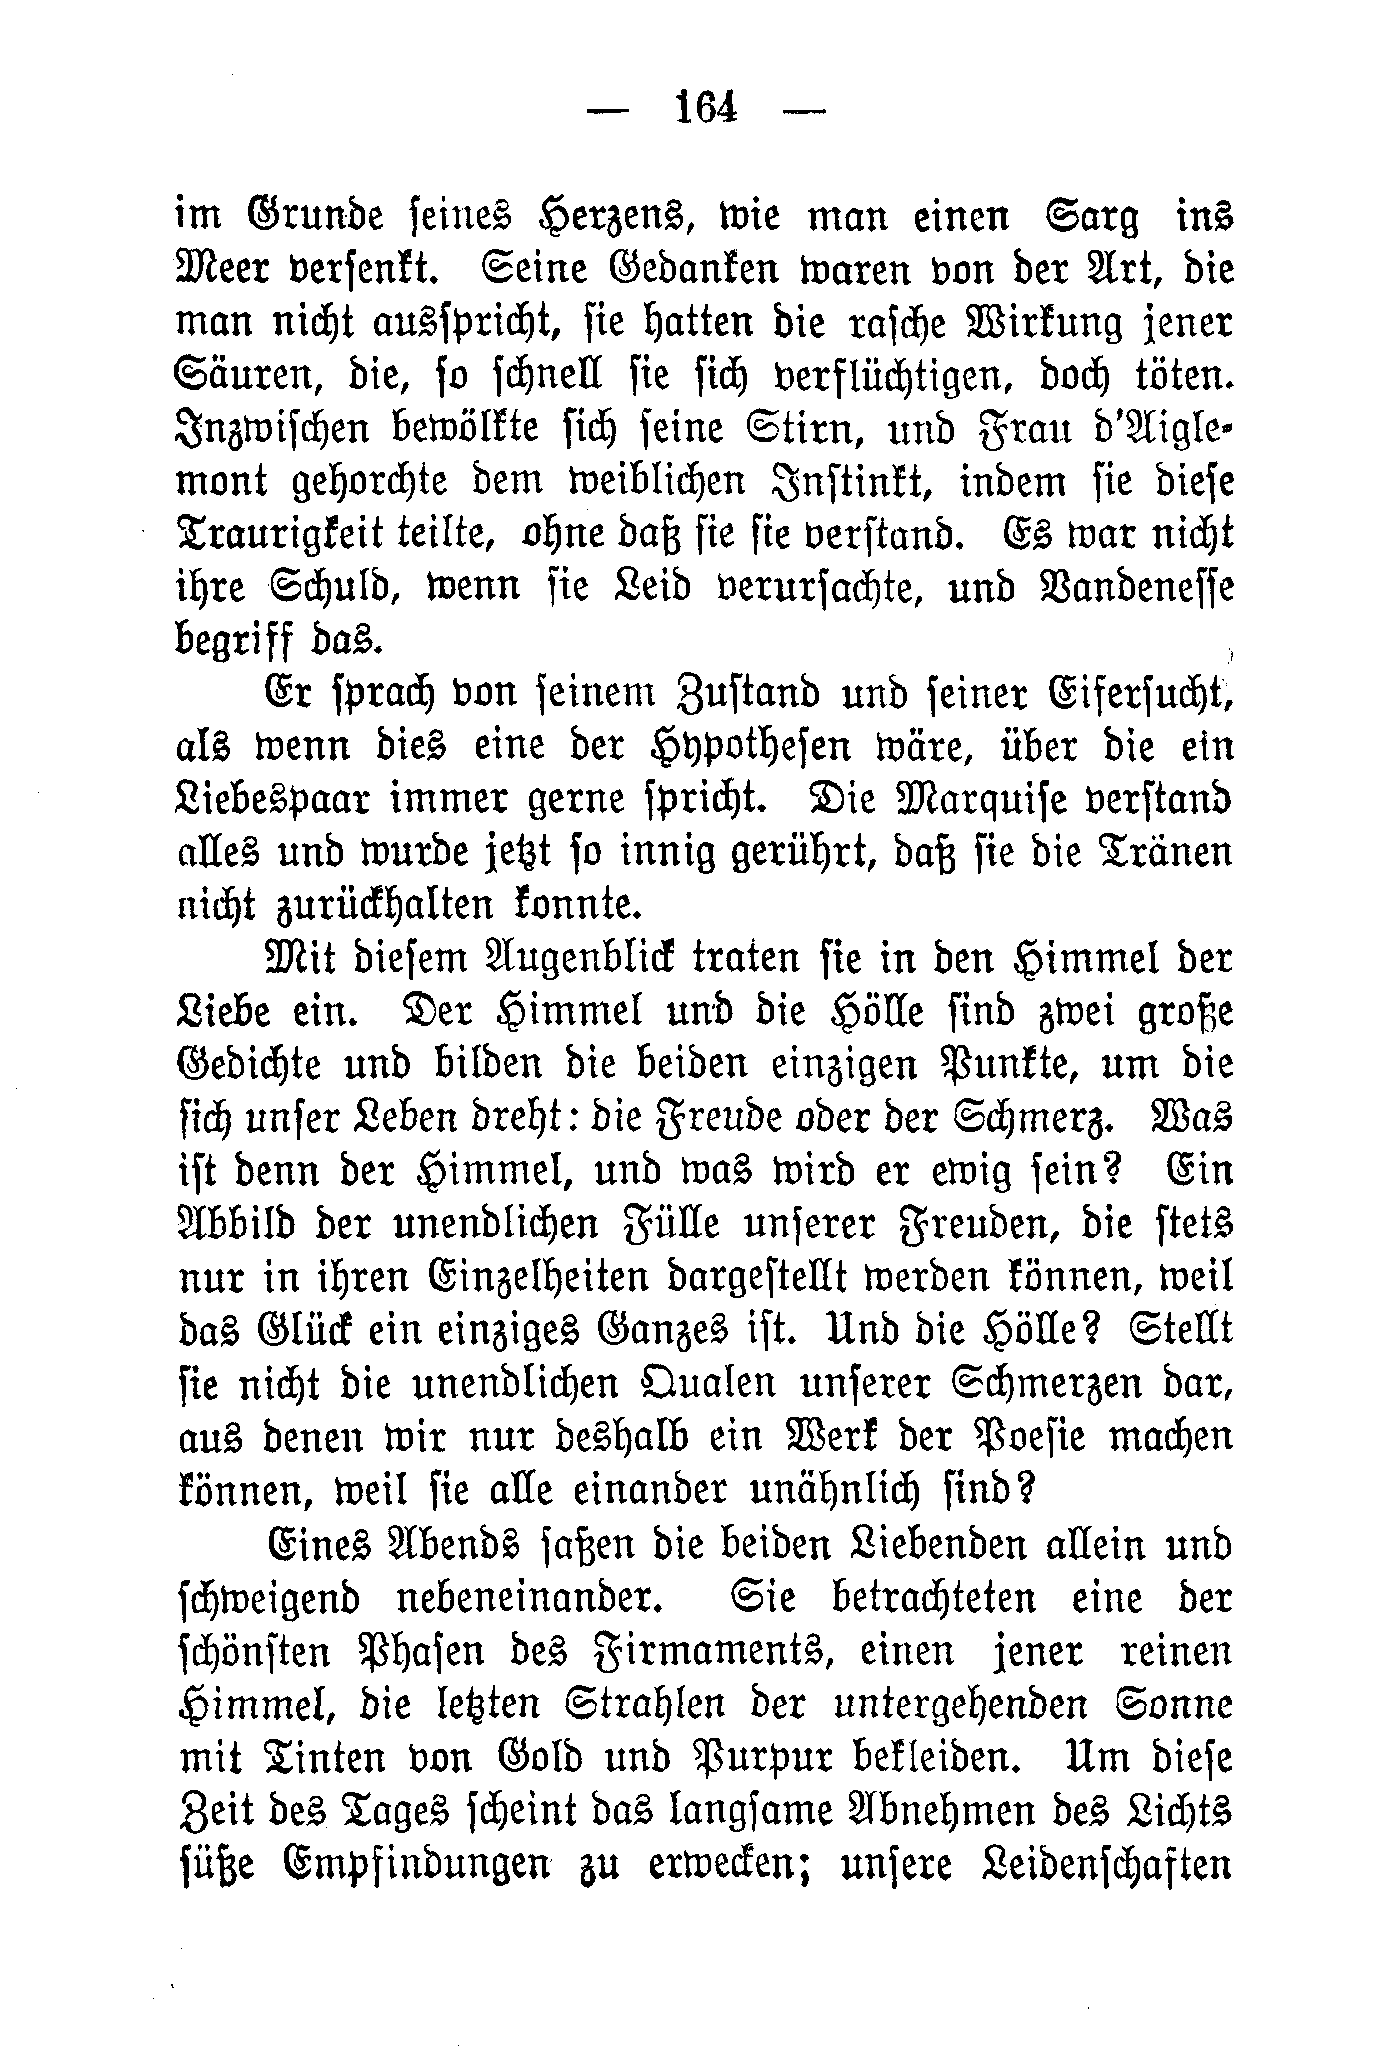 — 164 —
im Grunde seines Herzens, wie man einen Sarg ins
Meer versenkt. Seine Gedanken waren von der Art, die
man nicht ausspricht, sie hatten die rasche Wirkung jener
Säuren, die, so schnell sie sich verflüchtigen, doch töten.
Inzwischen bewölkte sich seine Stirn, und Frau d'Aigle-
mont gehorchte dem weiblichen Instinkt, indem sie diese
Traurigkeit teilte, ohne daß sie sie verstand. Es war nicht
ihre Schuld, wenn sie Leid verursachte, und Vandenesse
begriff das.
Er sprach von seinem Zustand und seiner Eifersucht,
als wenn dies eine der Hypothesen wäre, über die ein
Liebespaar immer gerne spricht. Die Marquise verstand
alles und wurde jetzt so innig gerührt, daß sie die Tränen
nicht zurückhalten konnte.
Mit diesem Augenblick traten sie in den Himmel der
Liebe ein. Der Himmel und die Hölle sind zwei große
Gedichte und bilden die beiden einzigen Punkte, um die
sich unser Leben dreht: die Freude oder der Schmerz. Was
ist denn der Himmel, und was wird er ewig sein? Ein
Abbild der unendlichen Fülle unserer Freuden, die stets
nur in ihren Einzelheiten dargestellt werden können, weil
das Glück ein einziges Ganzes ist. Und die Hölle? Stellt
sie nicht die unendlichen Qualen unserer Schmerzen dar,
aus denen wir nur deshalb ein Werk der Poesie machen
können, weil sie alle einander unähnlich sind?
Eines Abends saßen die beiden Liebenden allein und
schweigend nebeneinander. Sie betrachteten eine der
schönsten Phasen des Firmaments, einen jener reinen
Himmel, die letzten Strahlen der untergehenden Sonne
mit Tinten von Gold und Purpur bekleiden. Um diese
Zeit des Tages scheint das langsame Abnehmen des Lichts
süße Empfindungen zu erwecken; unsere Leidenschaften